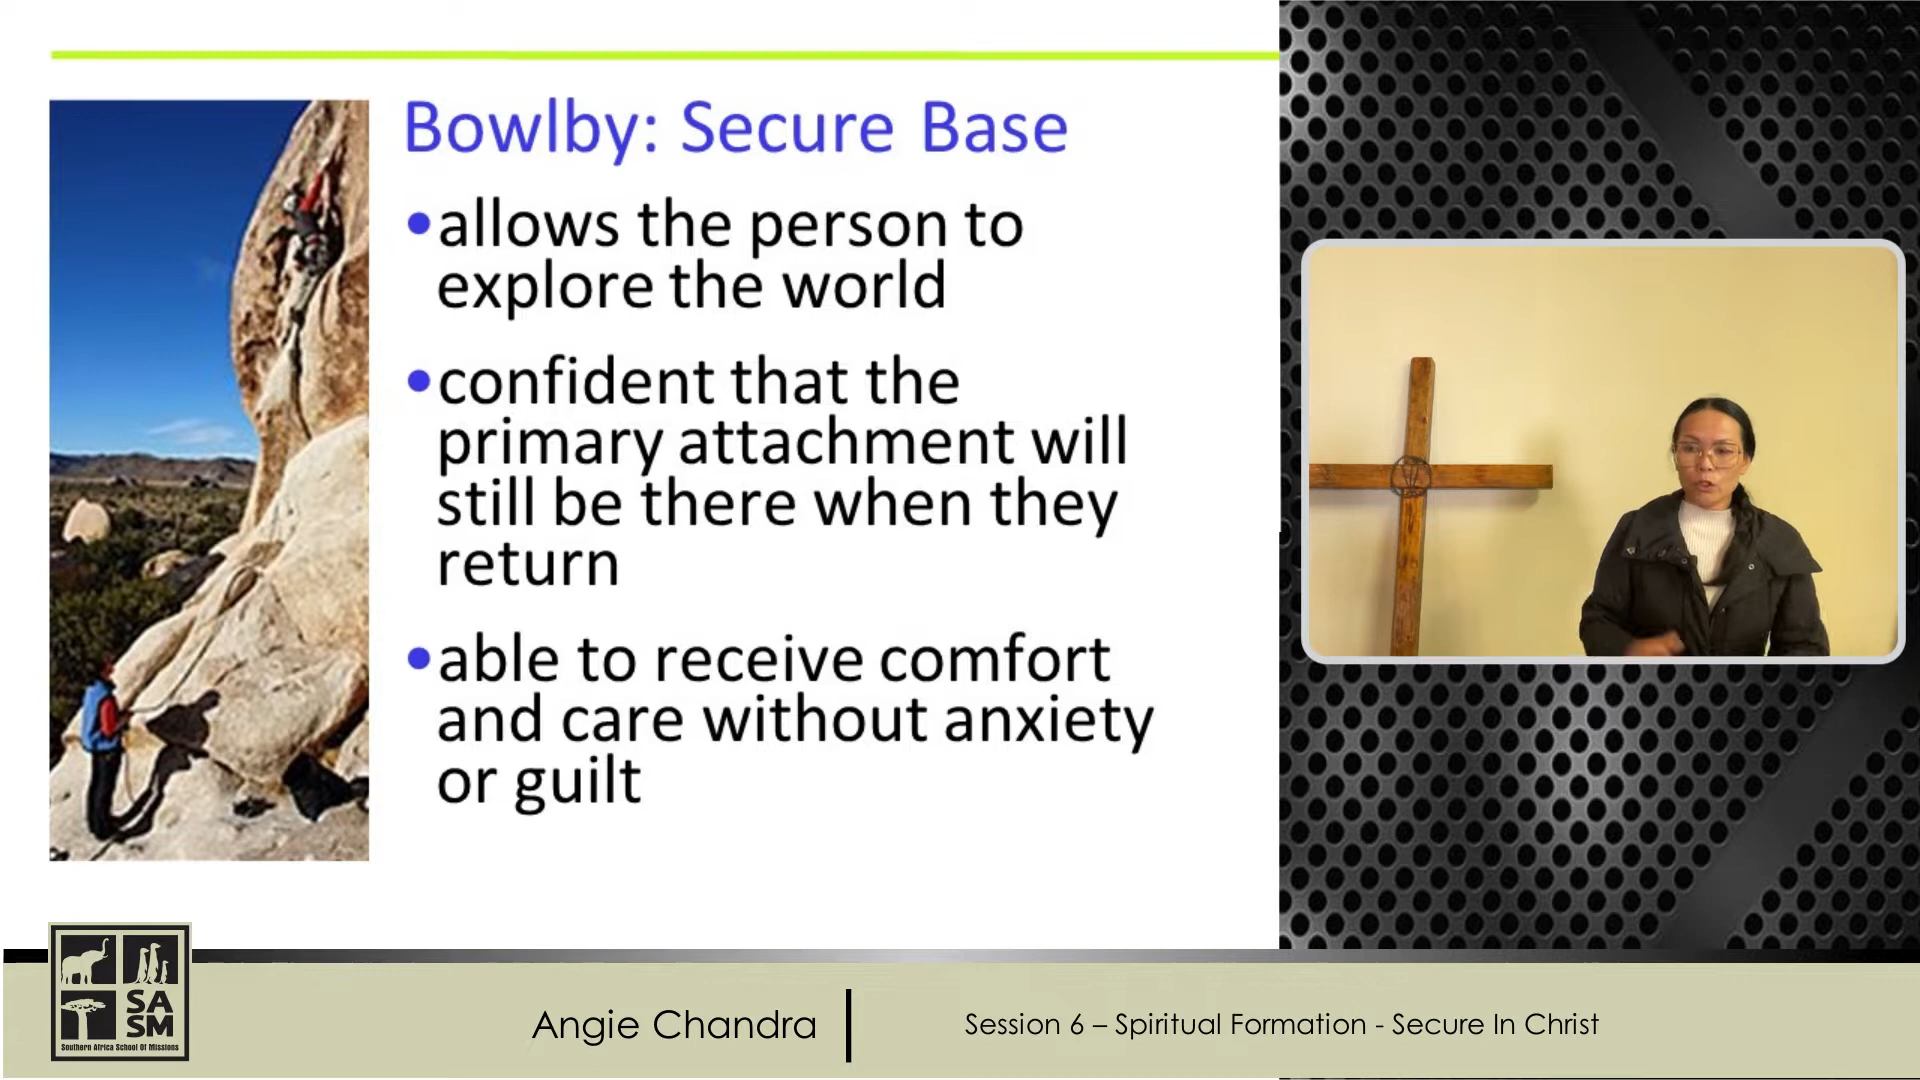 Bowlby: Secure Base
•allows the person to
explore the world
•confident that the
primary attachment will
still be there when they
return
•able to receive comfort
and care without anxiety
or guilt
SA
SM
Southern Africa School Of Missions
Angie Chandra
Session 6 – Spiritual Formation - Secure In Christ